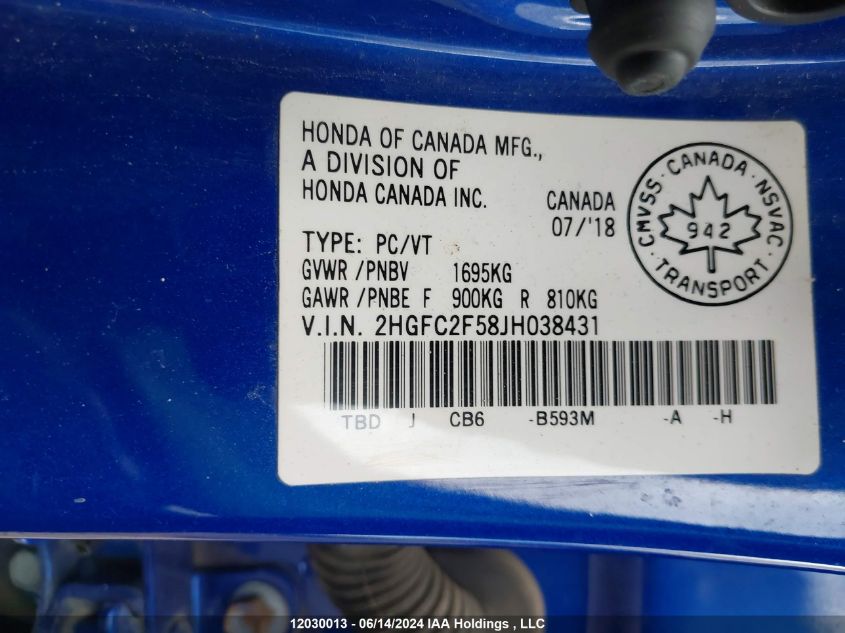 HONDA OF CANADA MFG.,
A DIVISION OF
HONDA CANADA INC.
CANADA
07/'18
TYPE: PC/VT
GVWR /PNBV 1695KG
GAWR /PNBE F 900KG R 810KG
V.I.N. 2HGFC2F58JH038431
TBD J CB6 -B593M -A -H
CMVSS · CANADA · NSVAC
942
· TRANSPORT ·
12030013 - 06/14/2024 IAA Holdings , LLC